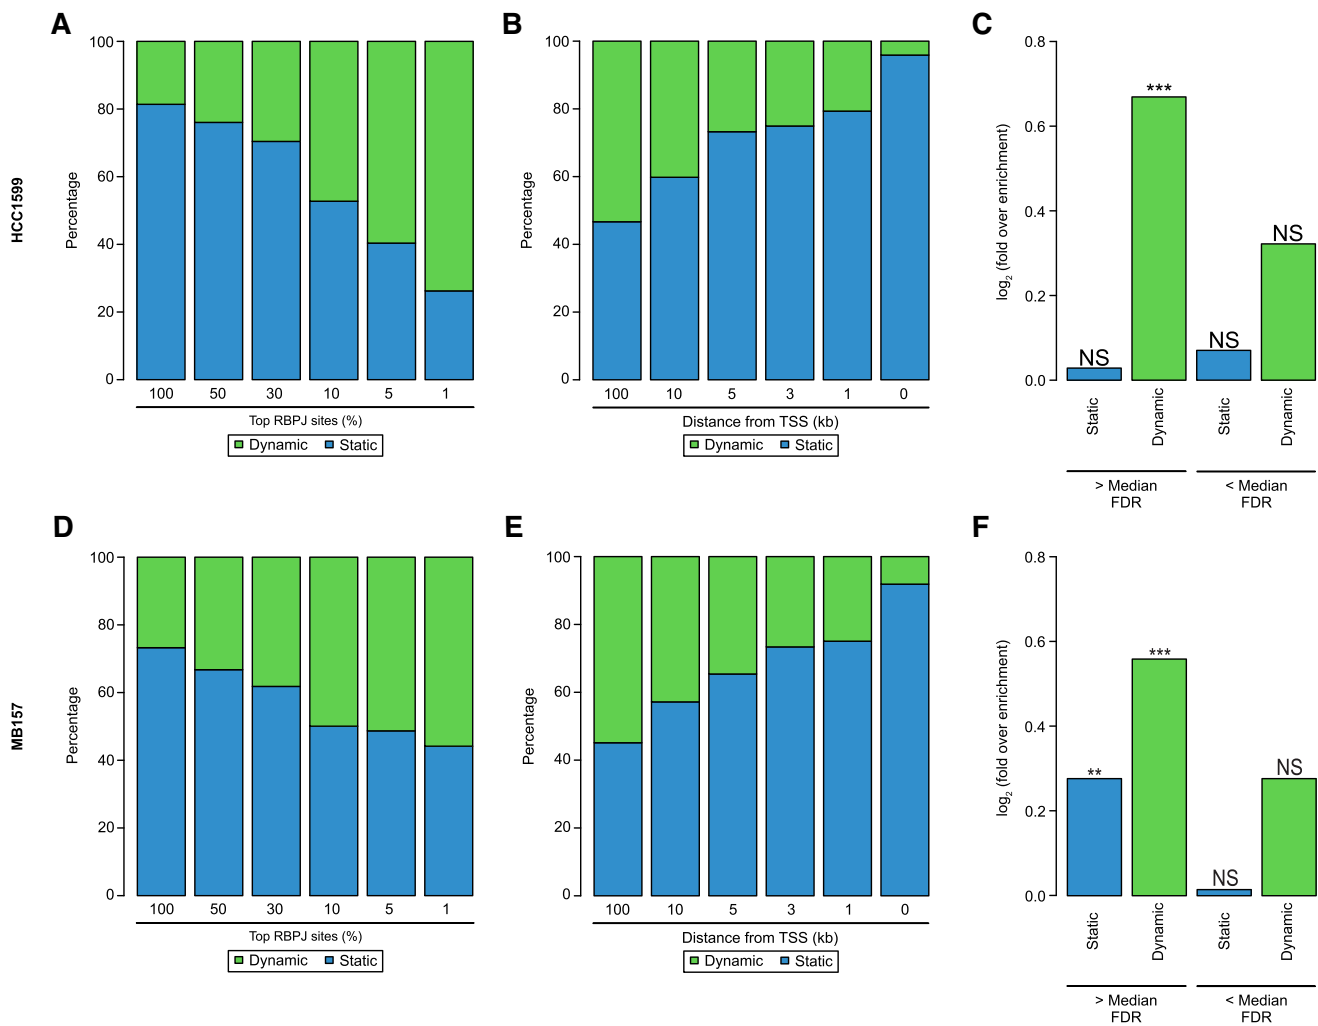 A
HCC1599
Percentage
100
80
60
40
20
0
100 50 30 10 5 1
Top RBPJ sites (%)
Dynamic Static
B
Percentage
100
80
60
40
20
0
100 10 5 3 1 0
Distance from TSS (kb)
Dynamic Static
C
log2 (fold over enrichment)
0.8
0.6
0.4
0.2
0.0
NS *** NS NS
Static Dynamic Static Dynamic
> Median FDR
< Median FDR
D
MB157
Percentage
100
80
60
40
20
0
100 50 30 10 5 1
Top RBPJ sites (%)
Dynamic Static
E
Percentage
100
80
60
40
20
0
100 10 5 3 1 0
Distance from TSS (kb)
Dynamic Static
F
log2 (fold over enrichment)
0.8
0.6
0.4
0.2
0.0
** *** NS NS
Static Dynamic Static Dynamic
> Median FDR
< Median FDR